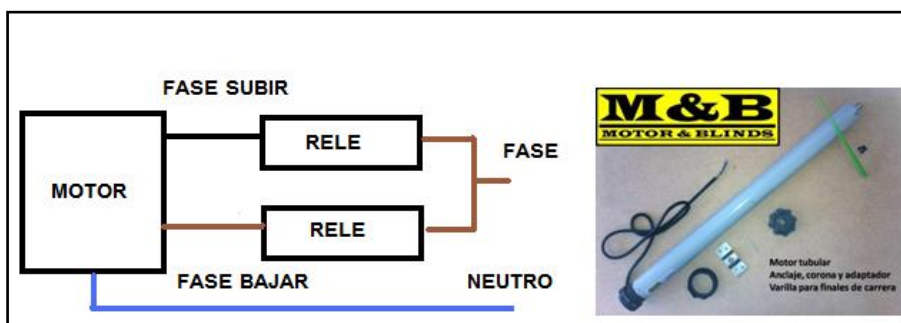 FASE SUBIR
RELE
FASE
MOTOR
RELE
FASE BAJAR
NEUTRO
M&B
MOTOR & BLINDS
Motor tubular
Anclaje, corona y adaptador
Varilla para finales de carrera